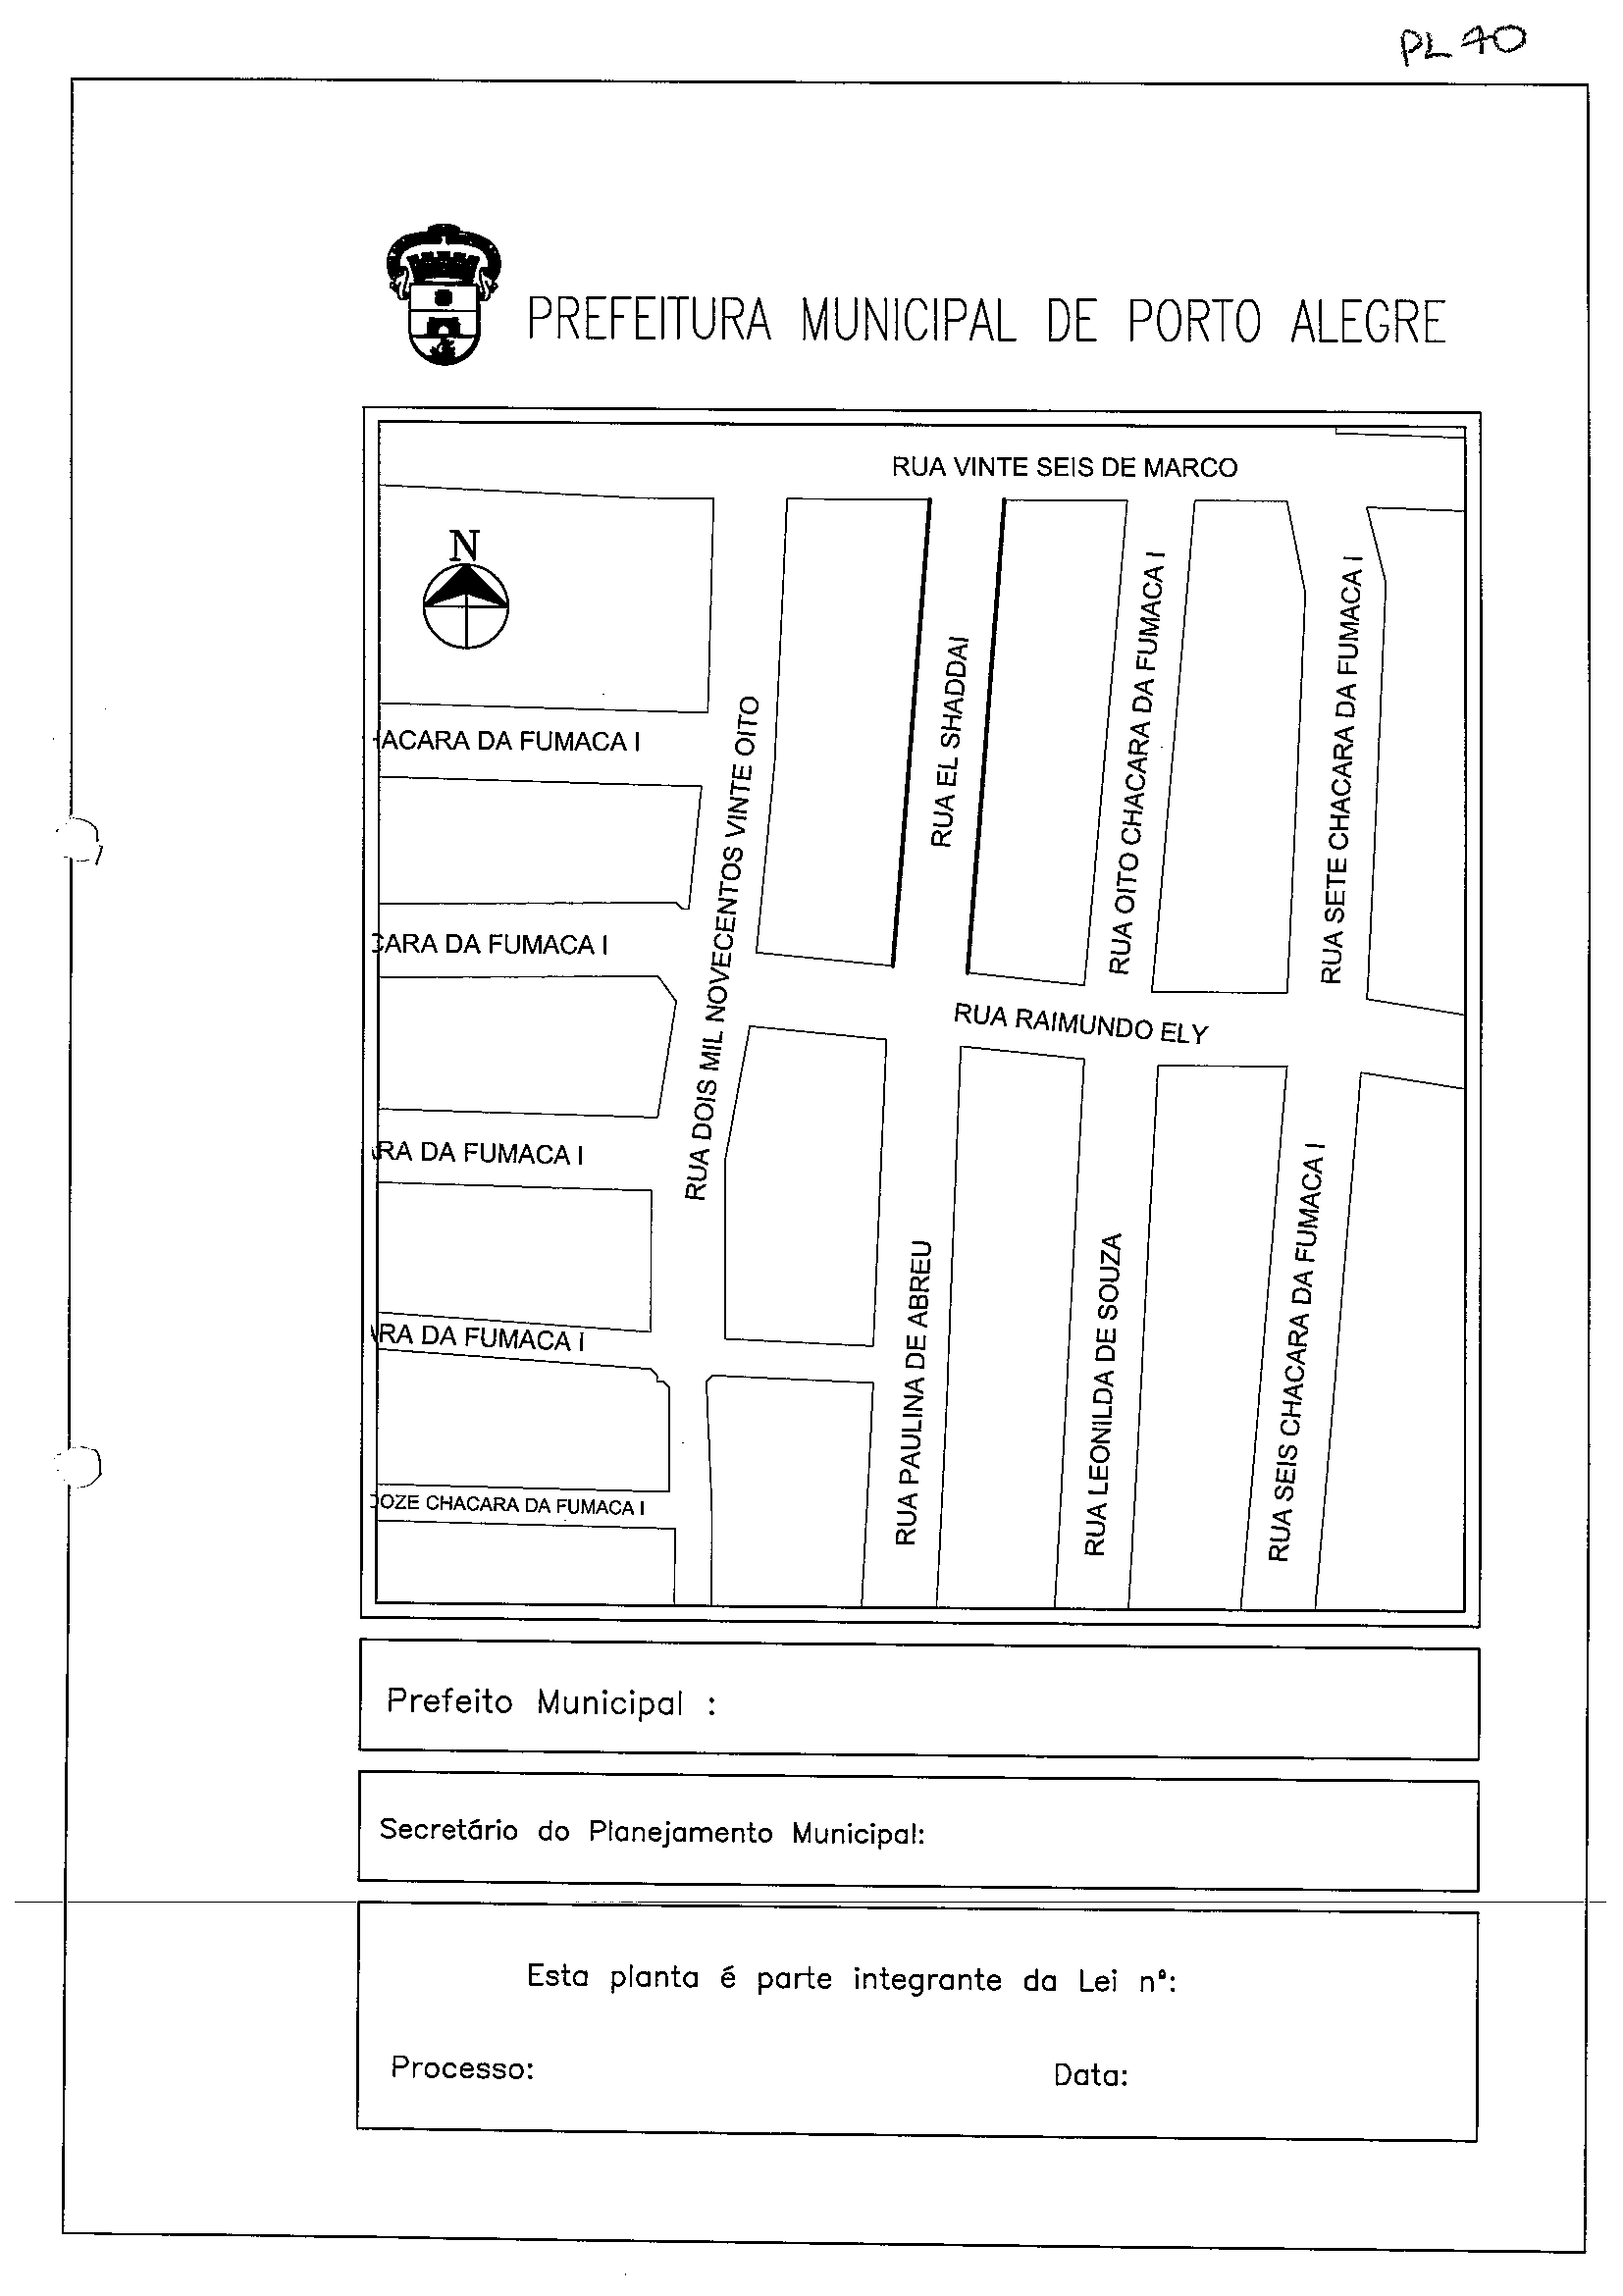 PL 70
PREFEITURA MUNICIPAL DE PORTO ALEGRE
RUA VINTE SEIS DE MARCO
N
ACARA DA FUMACA I
CARA DA FUMACA I
RA DA FUMACA I
ARA DA FUMACA I
DOZE CHACARA DA FUMACA I
RUA DOIS MIL NOVECENTOS VINTE OITO
RUA EL SHADDAI
RUA OITO CHACARA DA FUMACA I
RUA SETE CHACARA DA FUMACA I
RUA RAIMUNDO ELY
RUA PAULINA DE ABREU
RUA LEONILDA DE SOUZA
RUA SEIS CHACARA DA FUMACA I
Prefeito Municipal :
Secretário do Planejamento Municipal:
Esta planta é parte integrante da Lei nº:
Processo: Data: